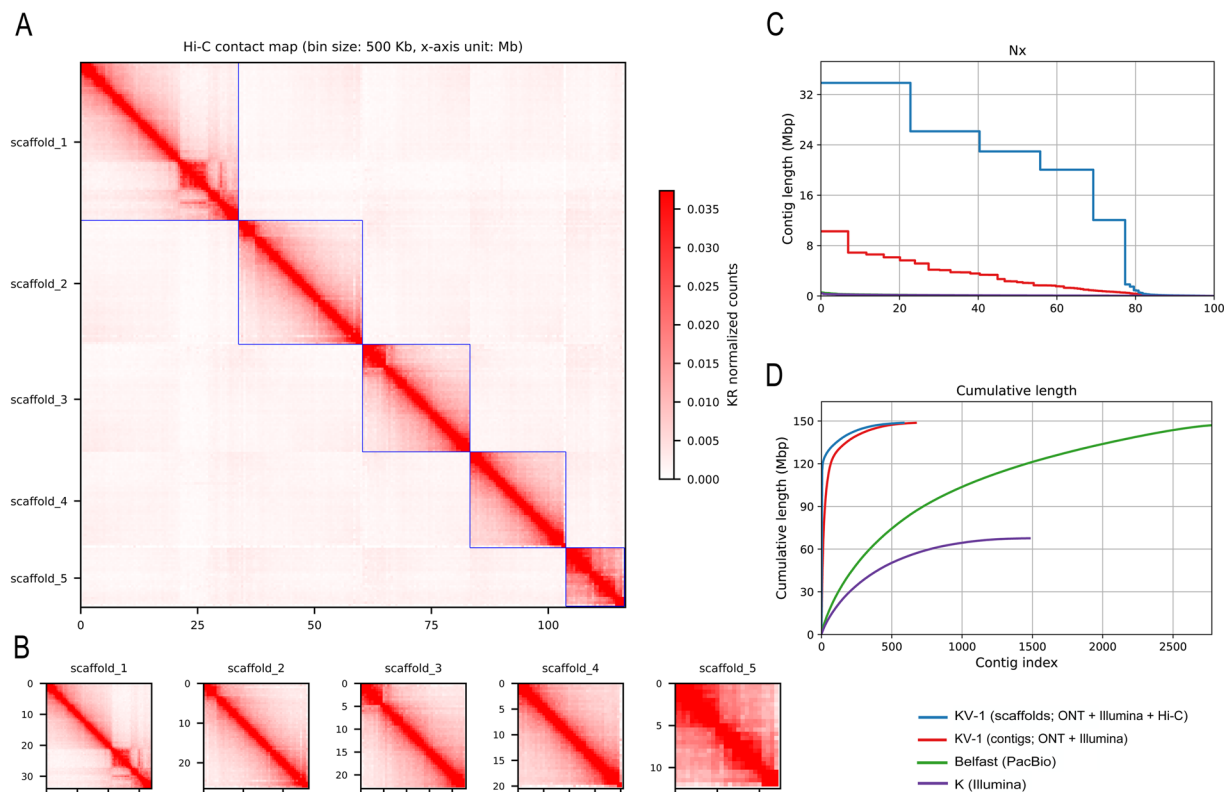 A
Hi-C contact map (bin size: 500 Kb, x-axis unit: Mb)
scaffold_1
scaffold_2
scaffold_3
scaffold_4
scaffold_5
0 25 50 75 100
0.035
0.030
0.025
0.020
0.015
0.010
0.005
0.000
KR normalized counts
B
scaffold_1
0
10
20
30
scaffold_2
0
10
20
scaffold_3
0
5
10
15
20
scaffold_4
0
5
10
15
20
scaffold_5
0
5
10
C
Nx
Contig length (Mbp)
32
24
16
8
0
0 20 40 60 80 100
D
Cumulative length
Cumulative length (Mbp)
150
120
90
60
30
0
0 500 1000 1500 2000 2500
Contig index
KV-1 (scaffolds; ONT + Illumina + Hi-C)
KV-1 (contigs; ONT + Illumina)
Belfast (PacBio)
K (Illumina)